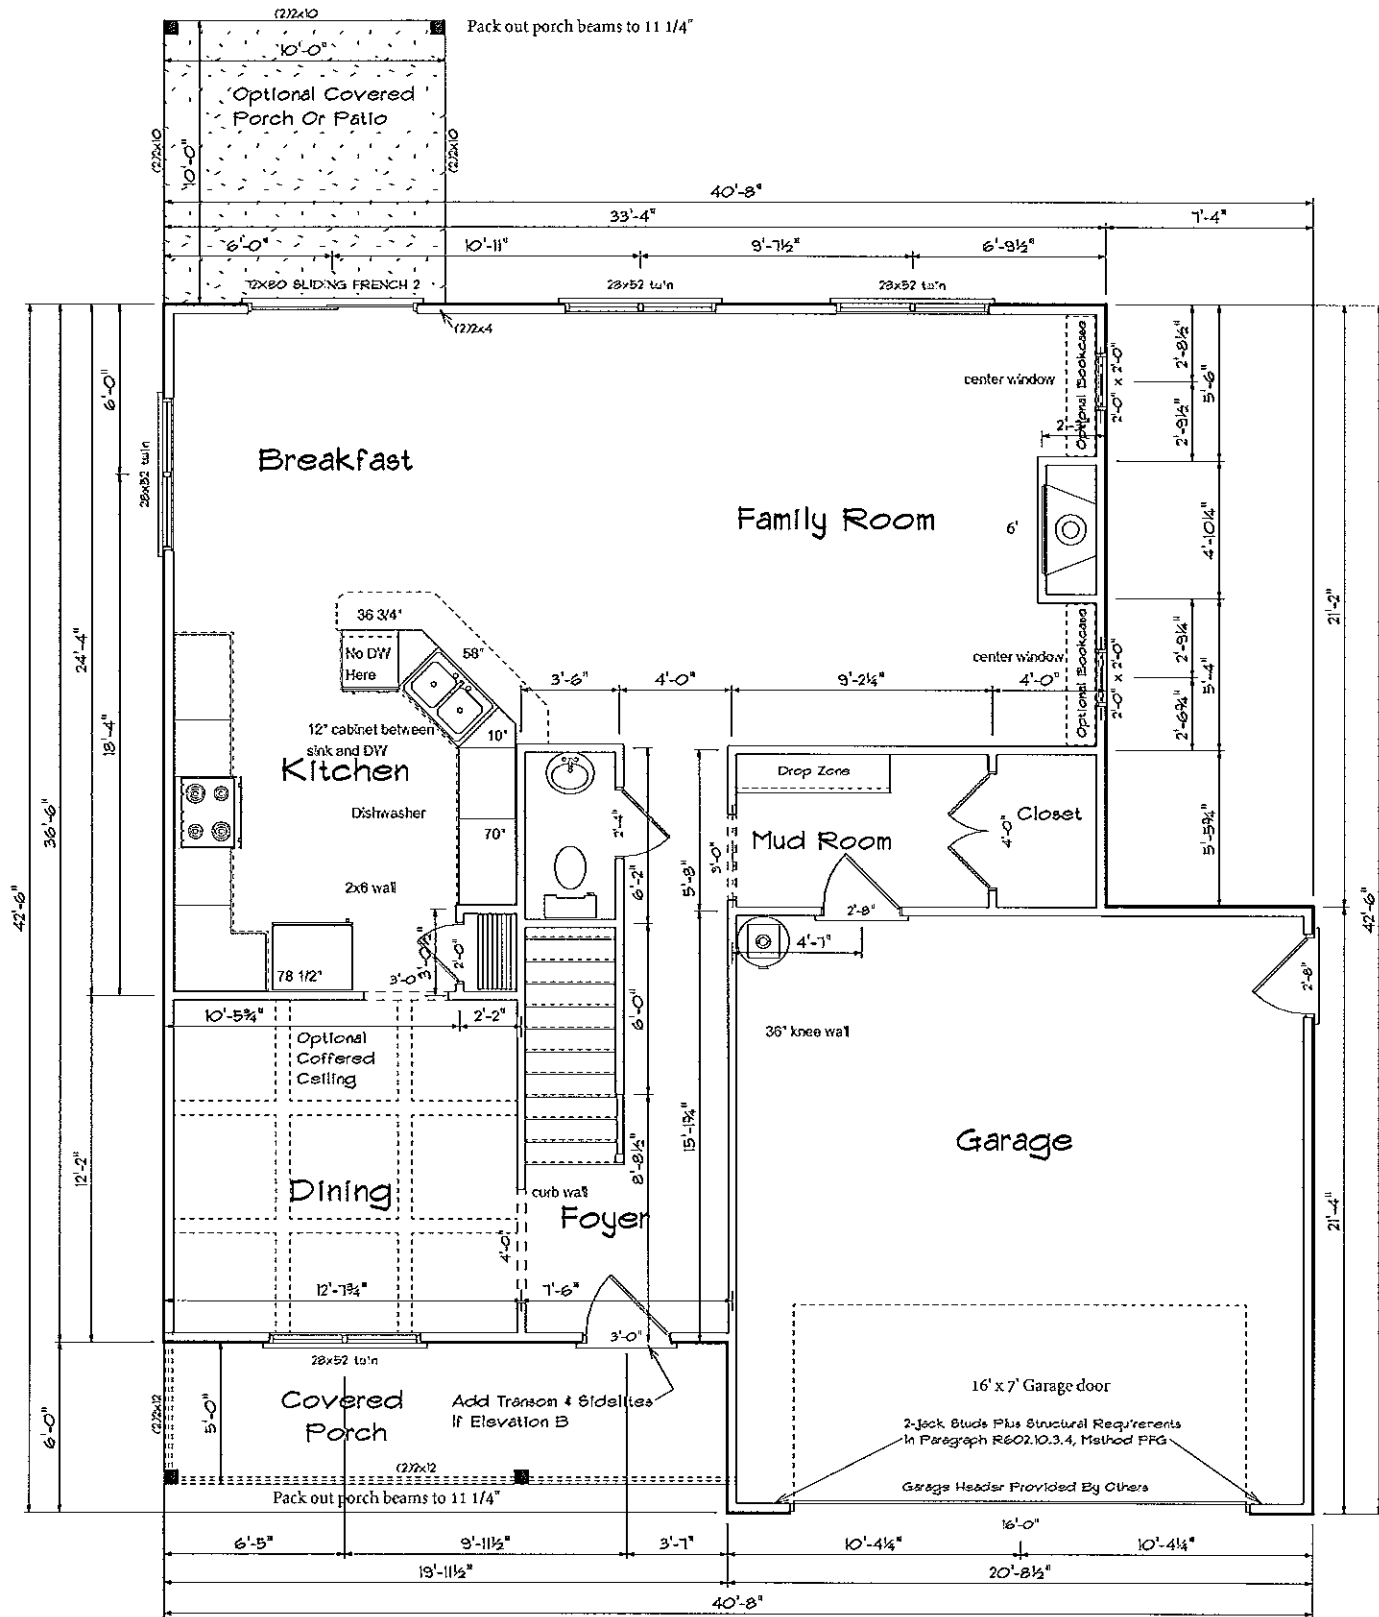 (2)2x10
Pack out porch beams to 11 1/4"
10'-0"
Optional Covered
Porch Or Patio
(2)2x10
(2)2x10
10'-0"
40'-8"
33'-4"
7'-4"
6'-0"
10'-11"
9'-7½"
6'-9½"
72X80 SLIDING FRENCH 2
28x52 twin
28x52 twin
(2)2x4
6'-0"
28x52 twin
Breakfast
Family Room
center window
Optional Bookcase
2'-0" x 2'-0"
2'-8½"
5'-6"
2'-9½"
6'
4'-10¼"
21'-2"
36 3/4"
No DW
Here
58"
24'-4"
18'-4"
3'-6"
4'-0"
9'-2¼"
4'-0"
center window
Optional Bookcase
2'-0" x 2'-0"
2'-9¼"
5'-4"
2'-6¾"
12" cabinet between
sink and DW
10"
Kitchen
Dishwasher
70"
2x6 wall
2'-4"
6'-2"
5'-8"
3'-0"
Drop Zone
Mud Room
Closet
4'-0"
2'-8"
5'-5¾"
36'-6"
42'-6"
42'-6"
78 1/2"
3'-0"
3'-0½"
2'-0"
4'-7"
2'-8"
10'-5¾"
2'-2"
6'-0"
36" knee wall
Optional
Coffered
Ceiling
15'-1¾"
8'-8½"
Garage
12'-2"
Dining
curb wall
Foyer
4'-0"
21'-4"
12'-7¾"
7'-6"
3'-0"
28x52 twin
Covered
Porch
Add Transom & Sidelites
If Elevation B
(2)2x12
5'-0"
6'-0"
(2)2x12
Pack out porch beams to 11 1/4"
16' x 7' Garage door
2-Jack Studs Plus Structural Requirements
In Paragraph R602.10.3.4, Method PFG
Garage Header Provided By Others
16'-0"
6'-5"
9'-11½"
3'-7"
10'-4¼"
10'-4¼"
19'-11½"
20'-8½"
40'-8"